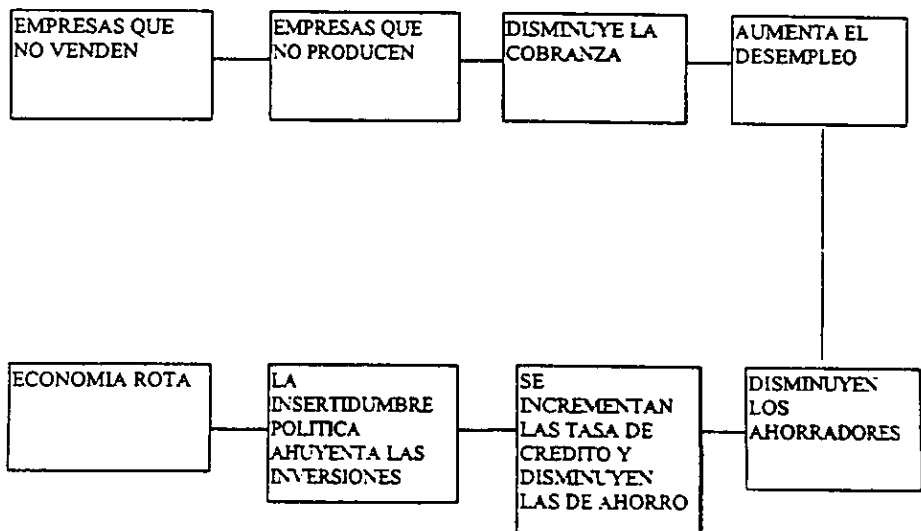 EMPRESAS QUE
NO VENDEN
EMPRESAS QUE
NO PRODUCEN
DISMINUYE LA
COBRANZA
AUMENTA EL
DESEMPLEO
ECONOMIA ROTA
LA
INSERTIDUMBRE
POLITICA
AHUYENTA LAS
INVERSIONES
SE
INCREMENTAN
LAS TASA DE
CREDITO Y
DISMINUYEN
LAS DE AHORRO
DISMINUYEN
LOS
AHORRADORES